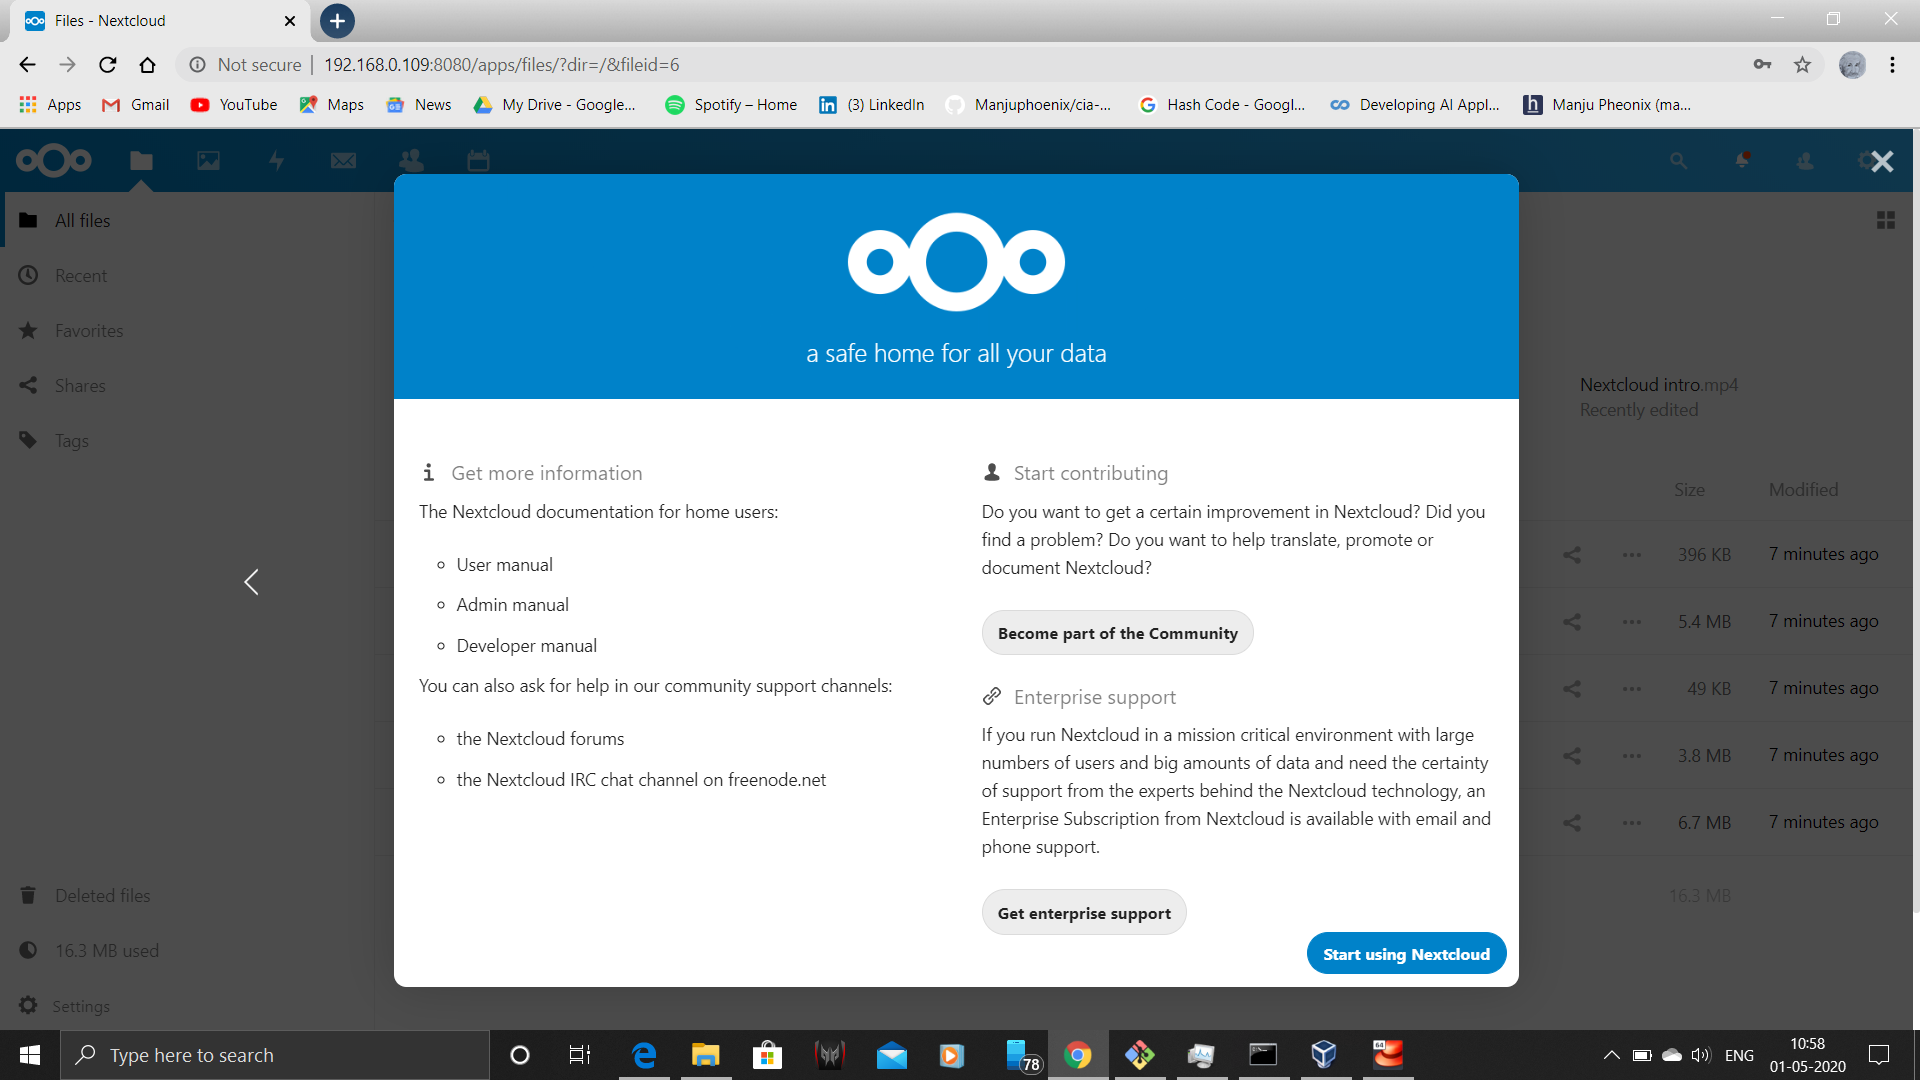 Files - Nextcloud
Not secure | 192.168.0.109:8080/apps/files/?dir=/&fileid=6
Apps Gmail YouTube Maps News My Drive - Google... Spotify – Home (3) LinkedIn Manjuphoenix/cia-... Hash Code - Googl... Developing AI Appl... Manju Pheonix (ma...
All files
Recent
Favorites
Shares
Tags
Deleted files
16.3 MB used
Settings
a safe home for all your data
Get more information
The Nextcloud documentation for home users:
User manual
Admin manual
Developer manual
You can also ask for help in our community support channels:
the Nextcloud forums
the Nextcloud IRC chat channel on freenode.net
Start contributing
Do you want to get a certain improvement in Nextcloud? Did you
find a problem? Do you want to help translate, promote or
document Nextcloud?
Become part of the Community
Enterprise support
If you run Nextcloud in a mission critical environment with large
numbers of users and big amounts of data and need the certainty
of support from the experts behind the Nextcloud technology, an
Enterprise Subscription from Nextcloud is available with email and
phone support.
Get enterprise support
Start using Nextcloud
Nextcloud intro.mp4
Recently edited
Size Modified
396 KB 7 minutes ago
5.4 MB 7 minutes ago
49 KB 7 minutes ago
3.8 MB 7 minutes ago
6.7 MB 7 minutes ago
16.3 MB
Type here to search
78
64
ENG
10:58
01-05-2020